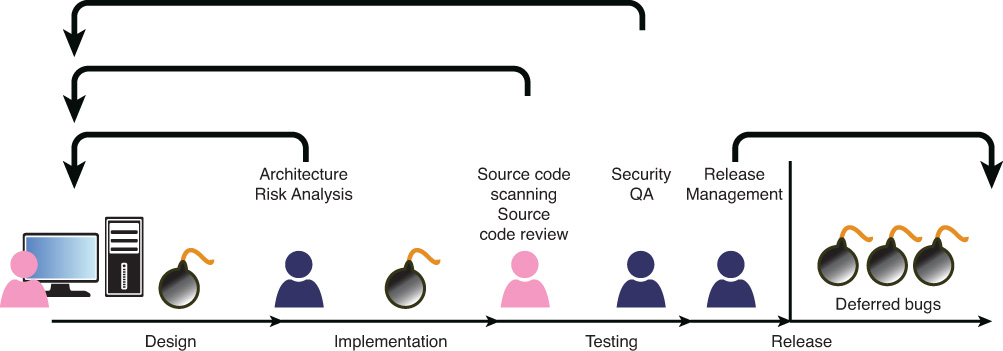 Architecture
Risk Analysis
Source code
scanning
Source
code review
Security
QA
Release
Management
Deferred bugs
Design
Implementation
Testing
Release